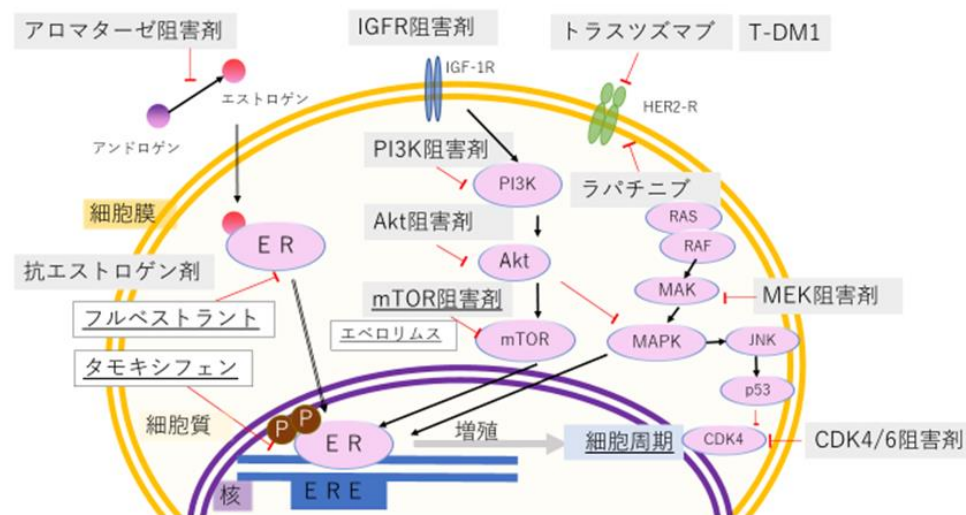 アロマターゼ阻害剤
IGFR阻害剤
トラスツズマブ
T-DM1
IGF-1R
エストロゲン
HER2-R
アンドロゲン
PI3K阻害剤
PI3K
ラパチニブ
細胞膜
RAS
Akt阻害剤
ER
RAF
抗エストロゲン剤
Akt
MAK
MEK阻害剤
mTOR阻害剤
フルベストラント
エベロリムス
mTOR
MAPK
JNK
タモキシフェン
p53
細胞質
P
P
ER
増殖
細胞周期
CDK4
CDK4/6阻害剤
核
ERE